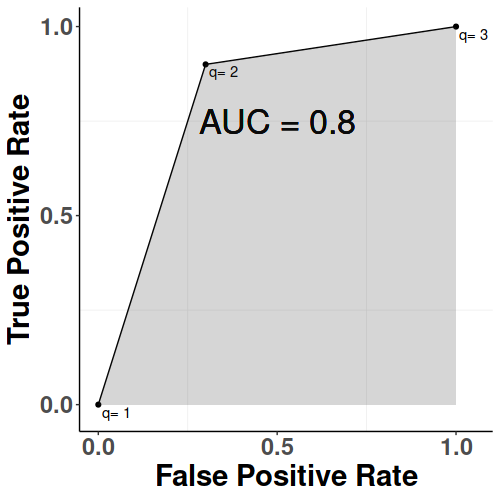 1.0
q= 3
q= 2
AUC = 0.8
True Positive Rate
0.5
0.0
q= 1
0.0 0.5 1.0
False Positive Rate